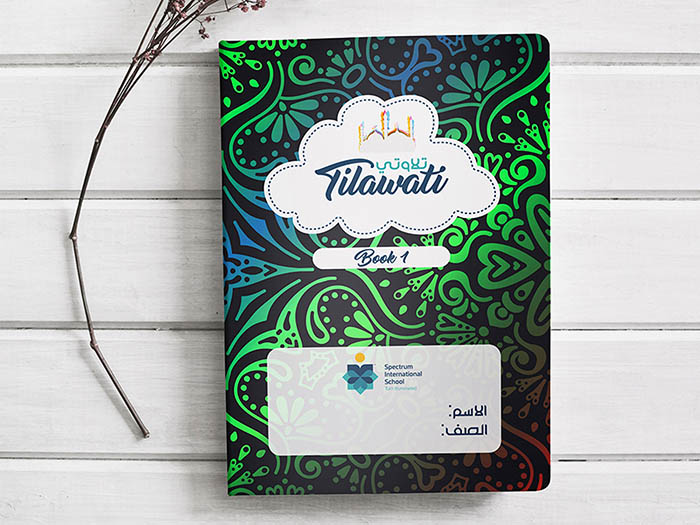 تلاوتي
Tilawati
Book 1
Spectrum
International
School
الاسم:
الصف: